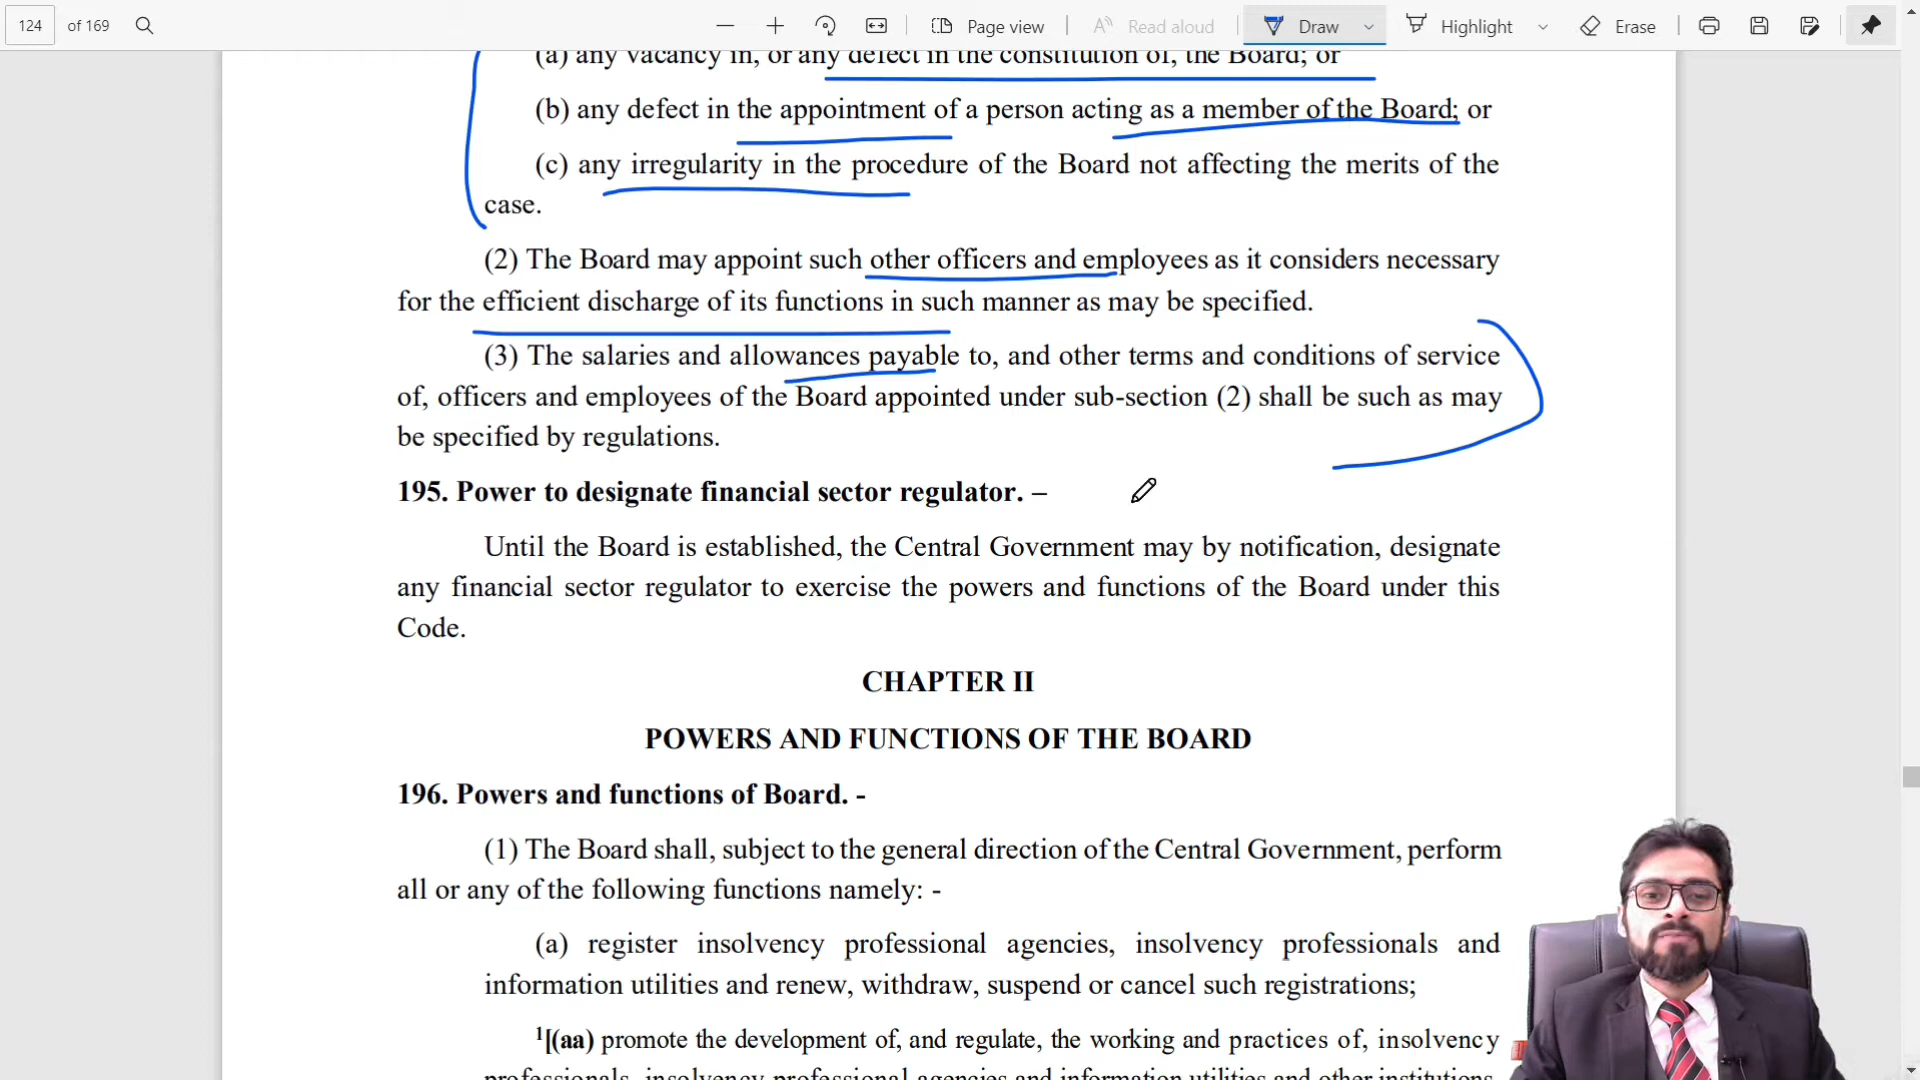 124 of 169 Page view Read aloud Draw Highlight Erase
(a) any vacancy in, or any defect in the constitution of, the Board; or
(b) any defect in the appointment of a person acting as a member of the Board; or
(c) any irregularity in the procedure of the Board not affecting the merits of the
case.
(2) The Board may appoint such other officers and employees as it considers necessary
for the efficient discharge of its functions in such manner as may be specified.
(3) The salaries and allowances payable to, and other terms and conditions of service
of, officers and employees of the Board appointed under sub-section (2) shall be such as may
be specified by regulations.
195. Power to designate financial sector regulator. –
Until the Board is established, the Central Government may by notification, designate
any financial sector regulator to exercise the powers and functions of the Board under this
Code.
CHAPTER II
POWERS AND FUNCTIONS OF THE BOARD
196. Powers and functions of Board. -
(1) The Board shall, subject to the general direction of the Central Government, perform
all or any of the following functions namely: -
(a) register insolvency professional agencies, insolvency professionals and
information utilities and renew, withdraw, suspend or cancel such registrations;
1[(aa) promote the development of, and regulate, the working and practices of, insolvency
professionals, insolvency professional agencies and information utilities and other institutions,